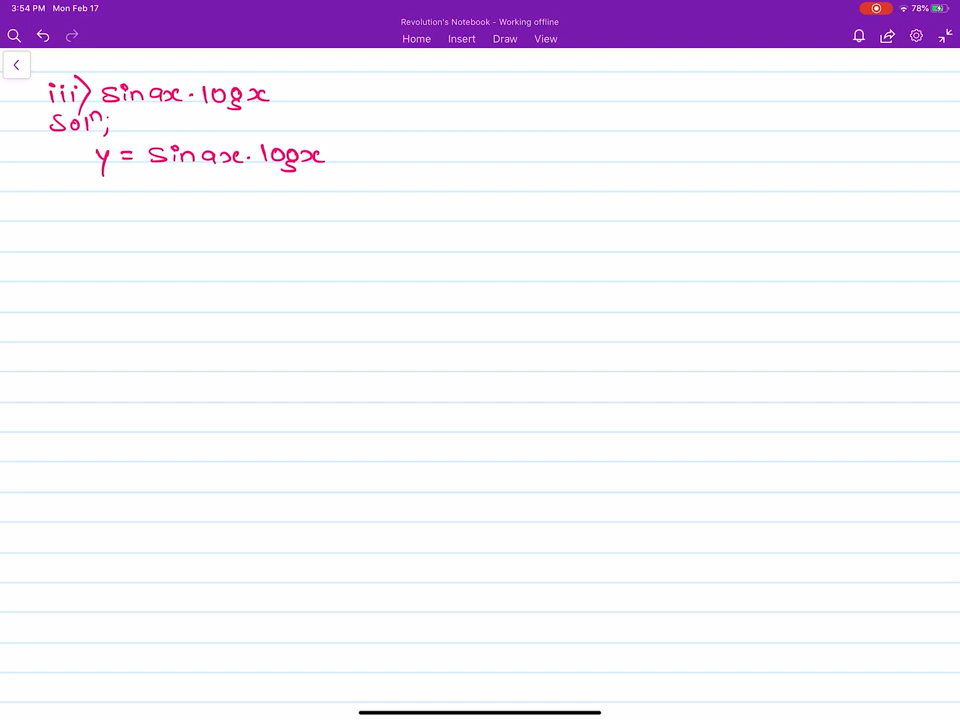 3:54 PM Mon Feb 17 78%
Revolution's Notebook - Working offline
Home Insert Draw View
iii) sin ax · log x
Solⁿ;
y = sin ax · log x